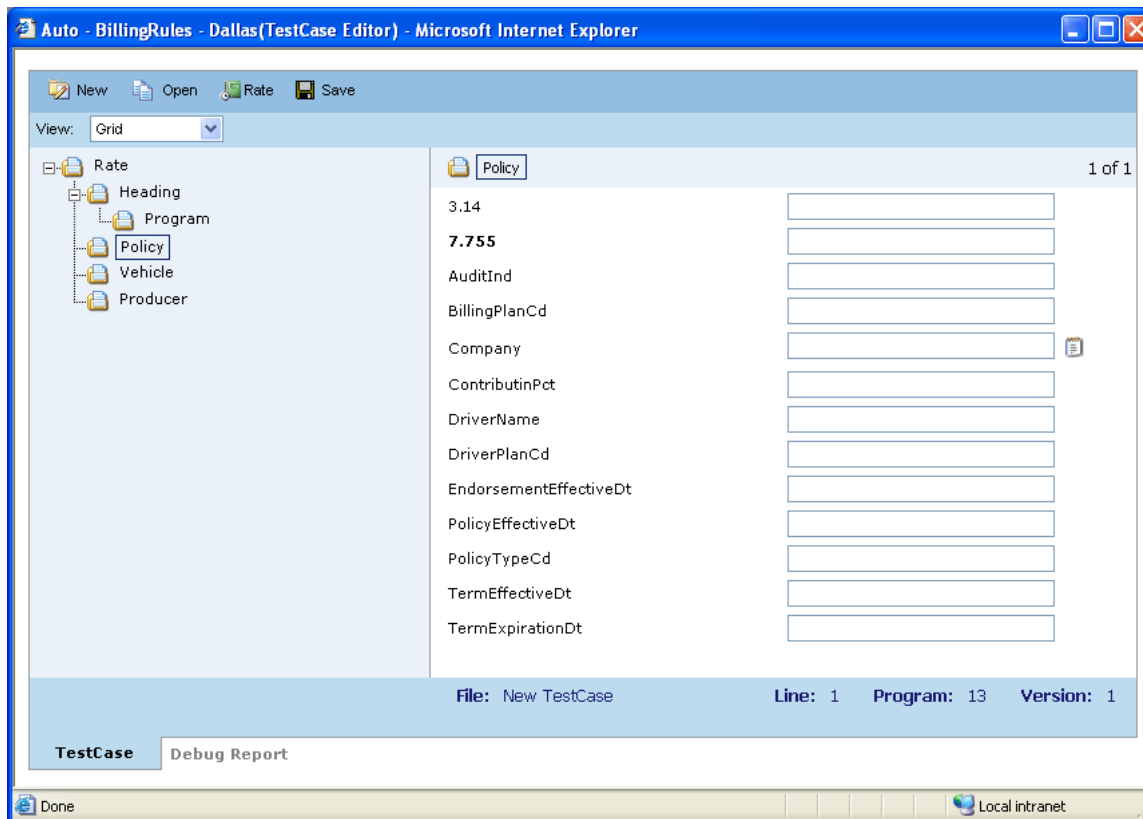 Auto - BillingRules - Dallas(TestCase Editor) - Microsoft Internet Explorer
New Open Rate Save
View: Grid
Rate
Heading
Program
Policy
Vehicle
Producer
Policy 1 of 1
3.14
7.755
AuditInd
BillingPlanCd
Company
ContributinPct
DriverName
DriverPlanCd
EndorsementEffectiveDt
PolicyEffectiveDt
PolicyTypeCd
TermEffectiveDt
TermExpirationDt
File: New TestCase Line: 1 Program: 13 Version: 1
TestCase Debug Report
Done Local intranet